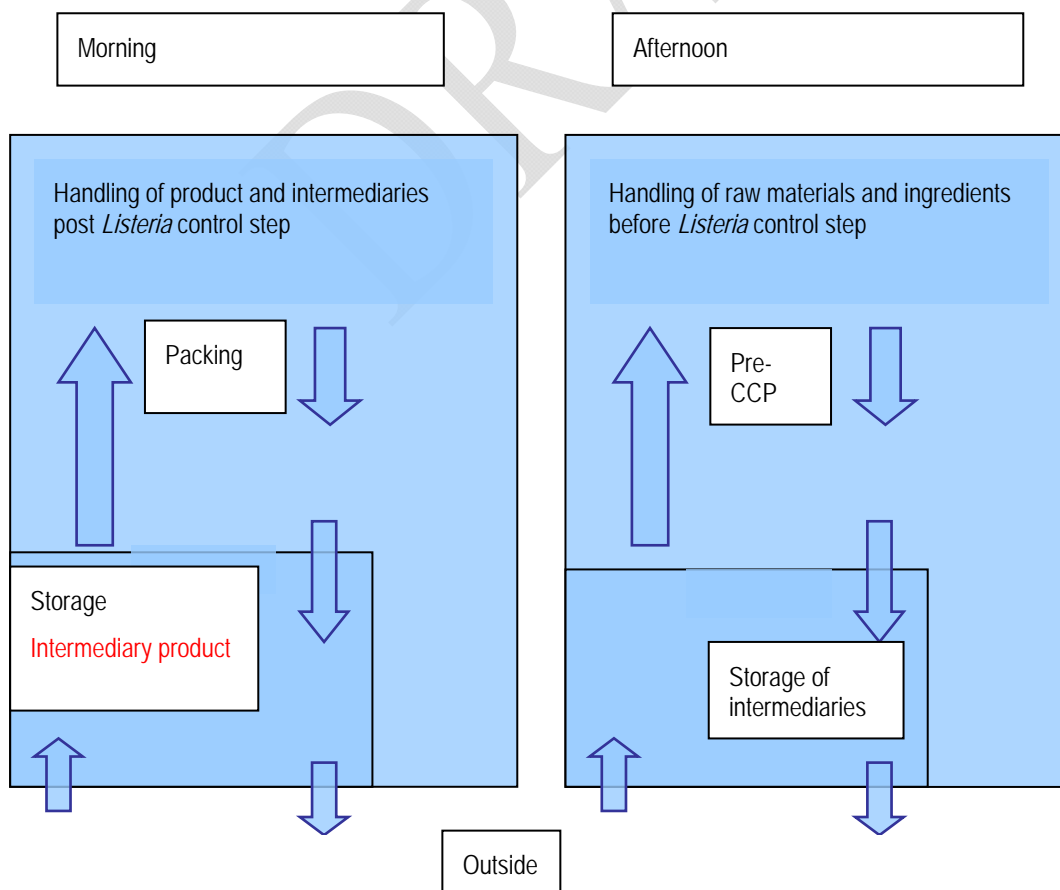 Morning
Afternoon
Handling of product and intermediaries
post Listeria control step
Handling of raw materials and ingredients
before Listeria control step
Packing
Pre-
CCP
Storage
Intermediary product
Storage of
intermediaries
Outside